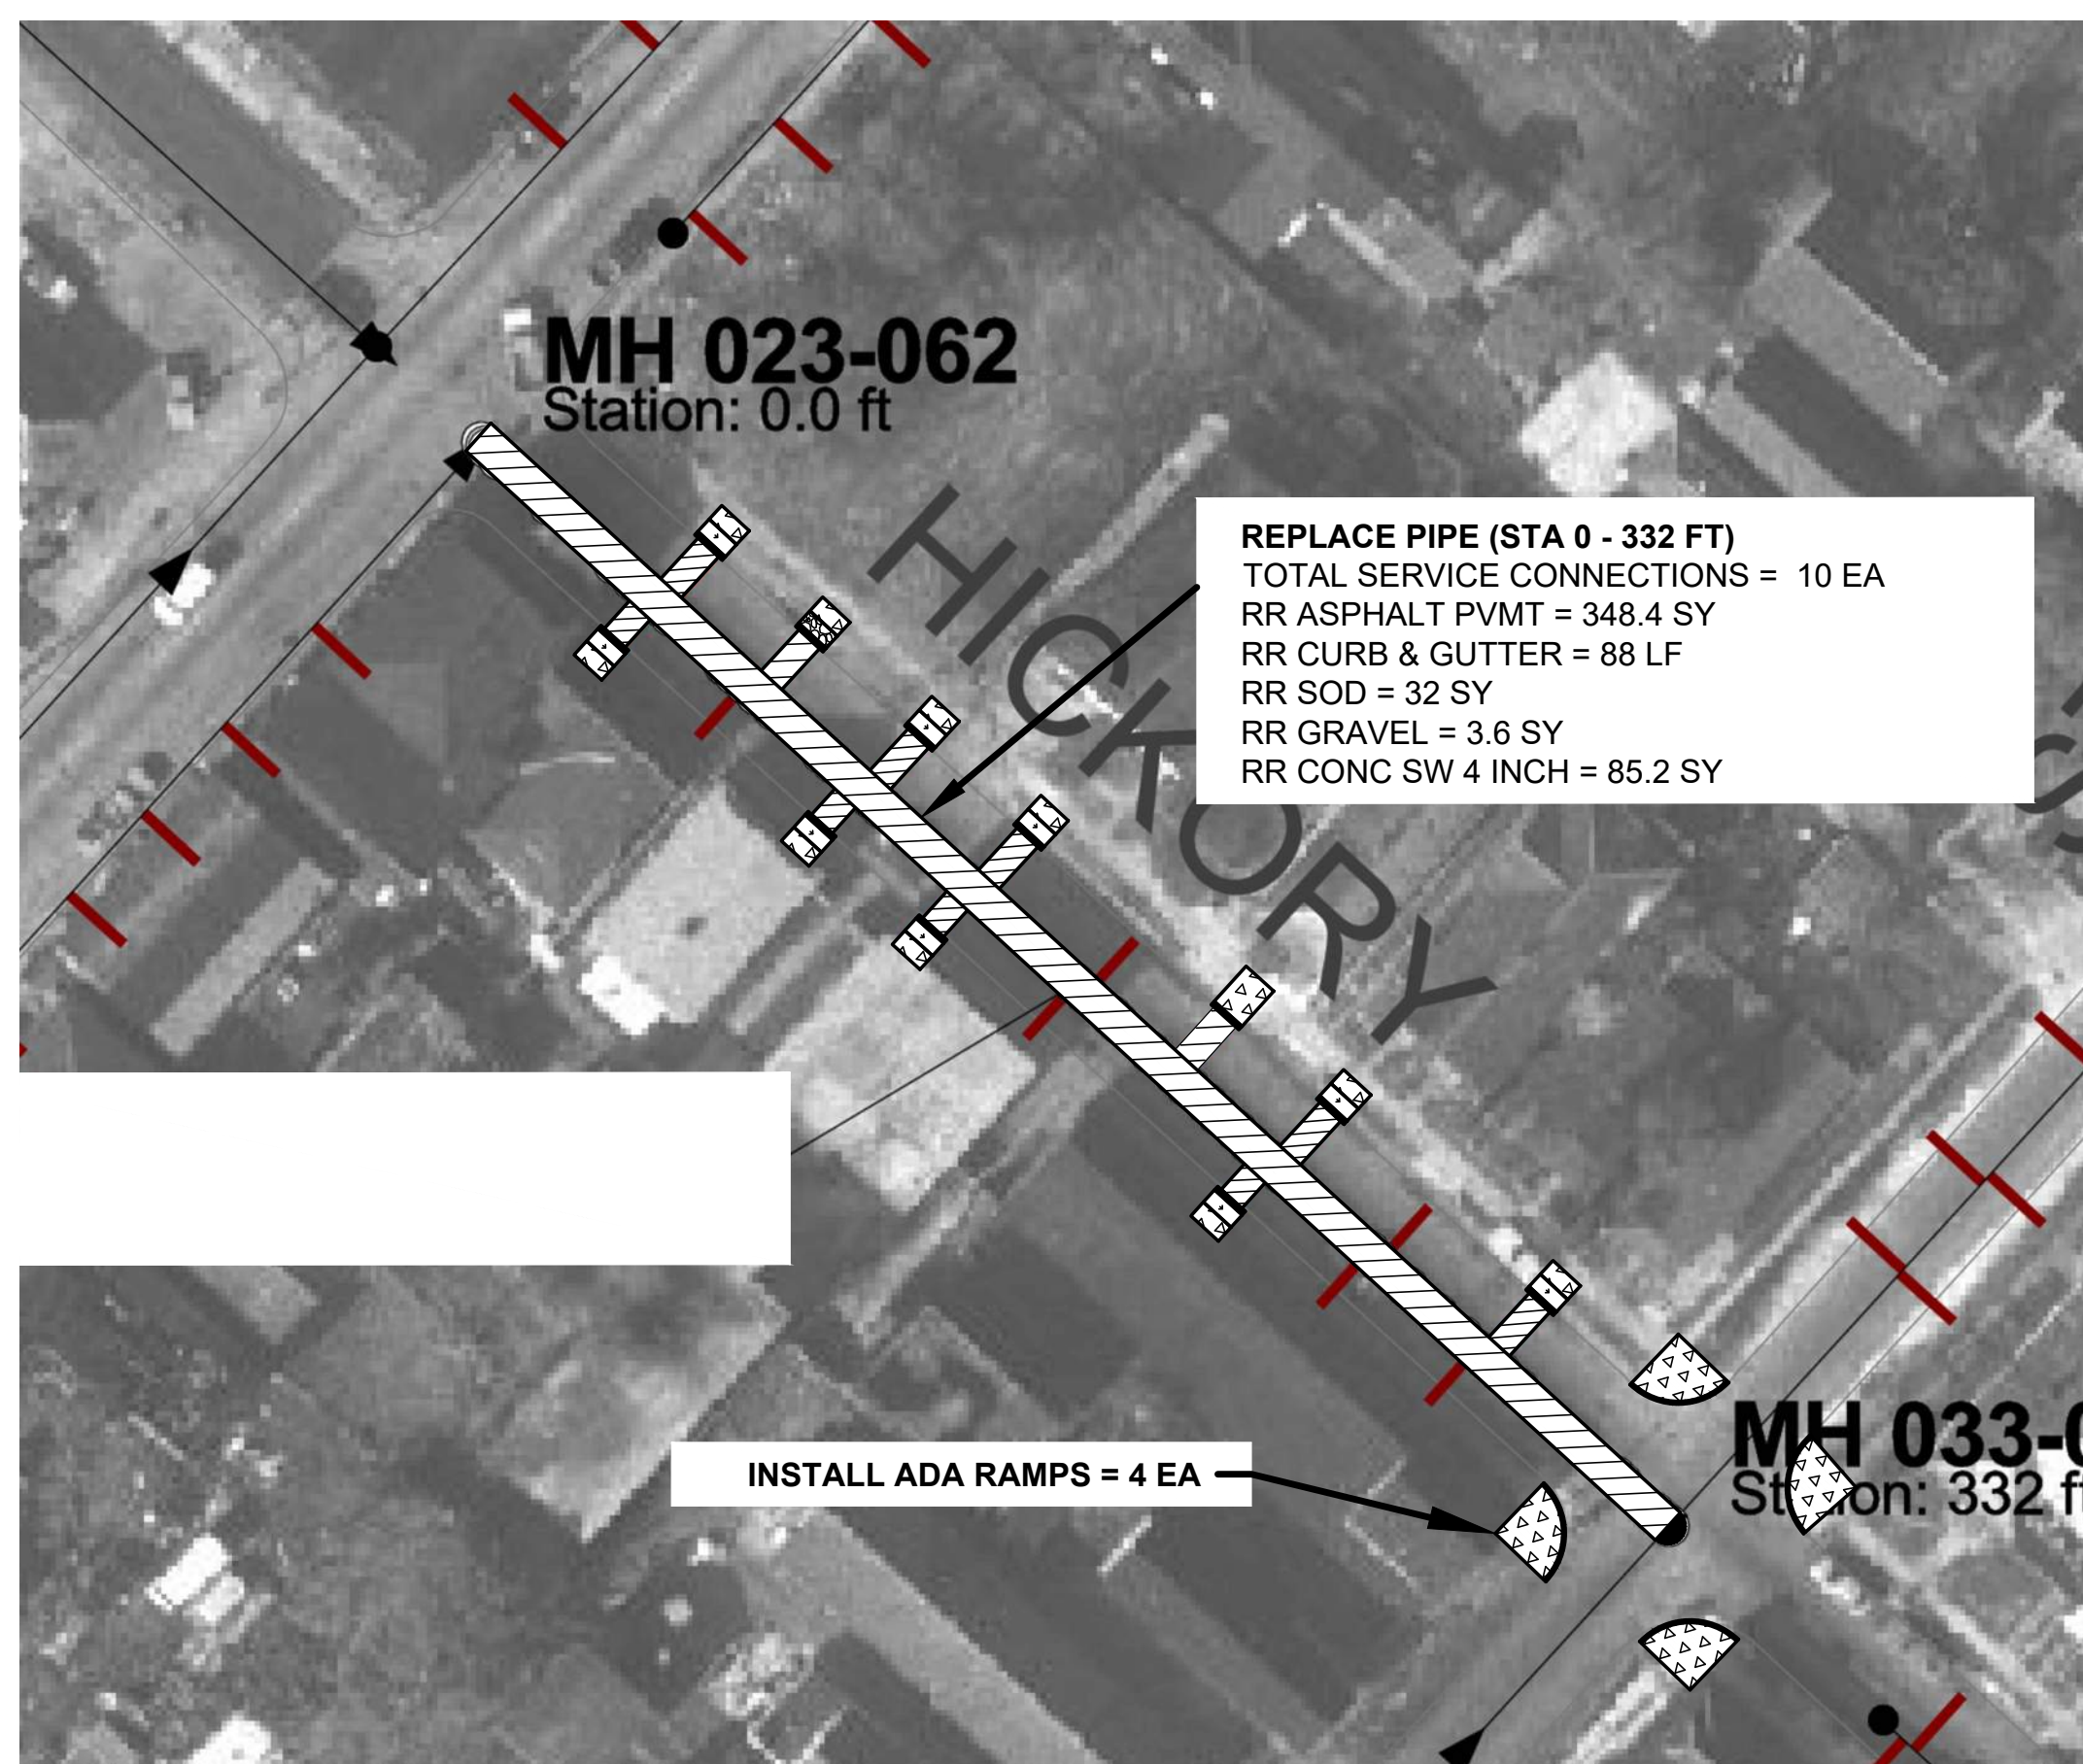 MH 023-062
Station: 0.0 ft
HICKORY
REPLACE PIPE (STA 0 - 332 FT)
TOTAL SERVICE CONNECTIONS = 10 EA
RR ASPHALT PVMT = 348.4 SY
RR CURB & GUTTER = 88 LF
RR SOD = 32 SY
RR GRAVEL = 3.6 SY
RR CONC SW 4 INCH = 85.2 SY
INSTALL ADA RAMPS = 4 EA
MH 033-0
Station: 332 ft